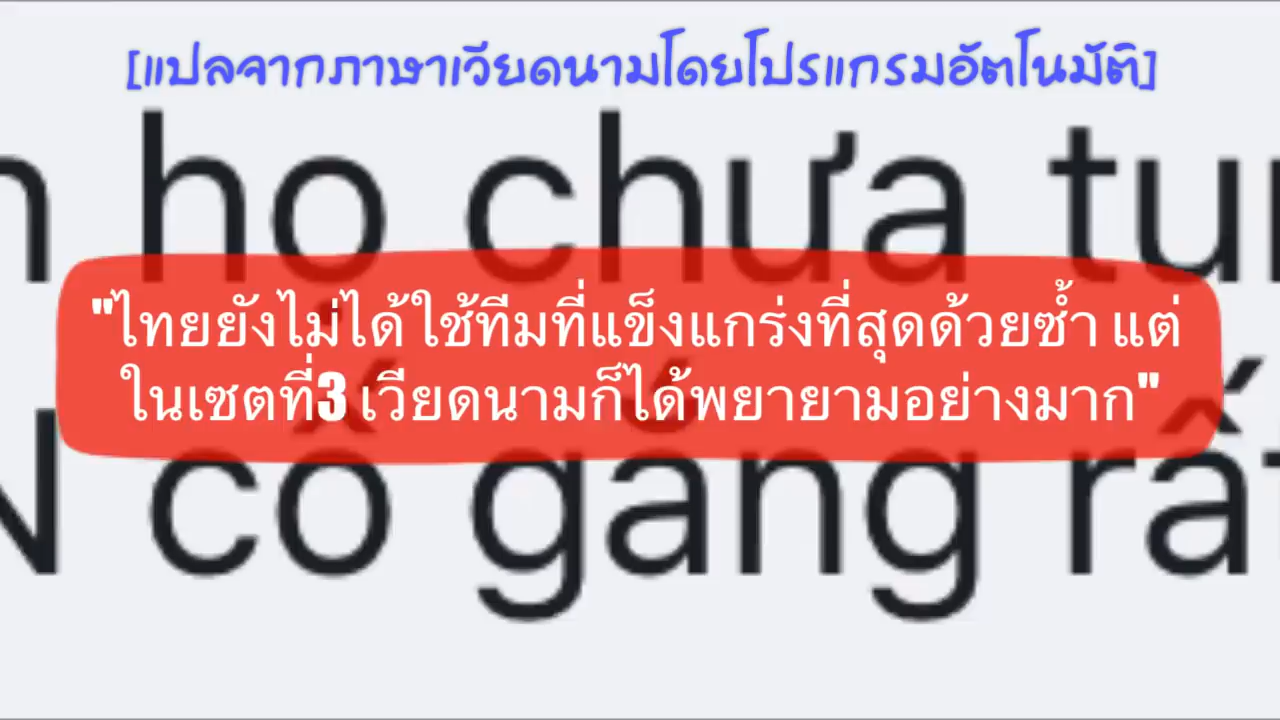 [แปลจากภาษาเวียดนามโดยโปรแกรมอัตโนมัติ]
họ chưa
"ไทยยังไม่ได้ใช้ทีมที่แข็งแกร่งที่สุดด้วยซ้ำ แต่
ในเซตที่3 เวียดนามก็ได้พยายามอย่างมาก"
cố gắng